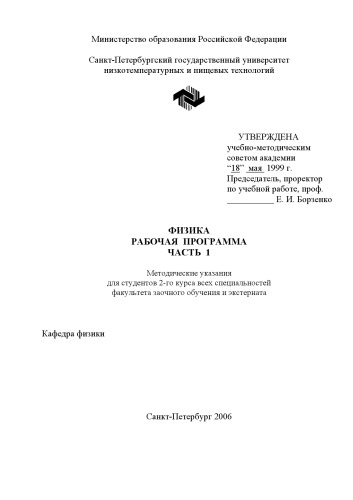 Министерство образования Российской Федерации
Санкт-Петербургский государственный университет
низкотемпературных и пищевых технологий
УТВЕРЖДЕНА
учебно-методическим
советом академии
“18” мая 1999 г.
Председатель, проректор
по учебной работе, проф.
___________ Е. И. Борзенко
ФИЗИКА
РАБОЧАЯ ПРОГРАММА
ЧАСТЬ 1
Методические указания
для студентов 2-го курса всех специальностей
факультета заочного обучения и экстерната
Кафедра физики
Санкт-Петербург 2006